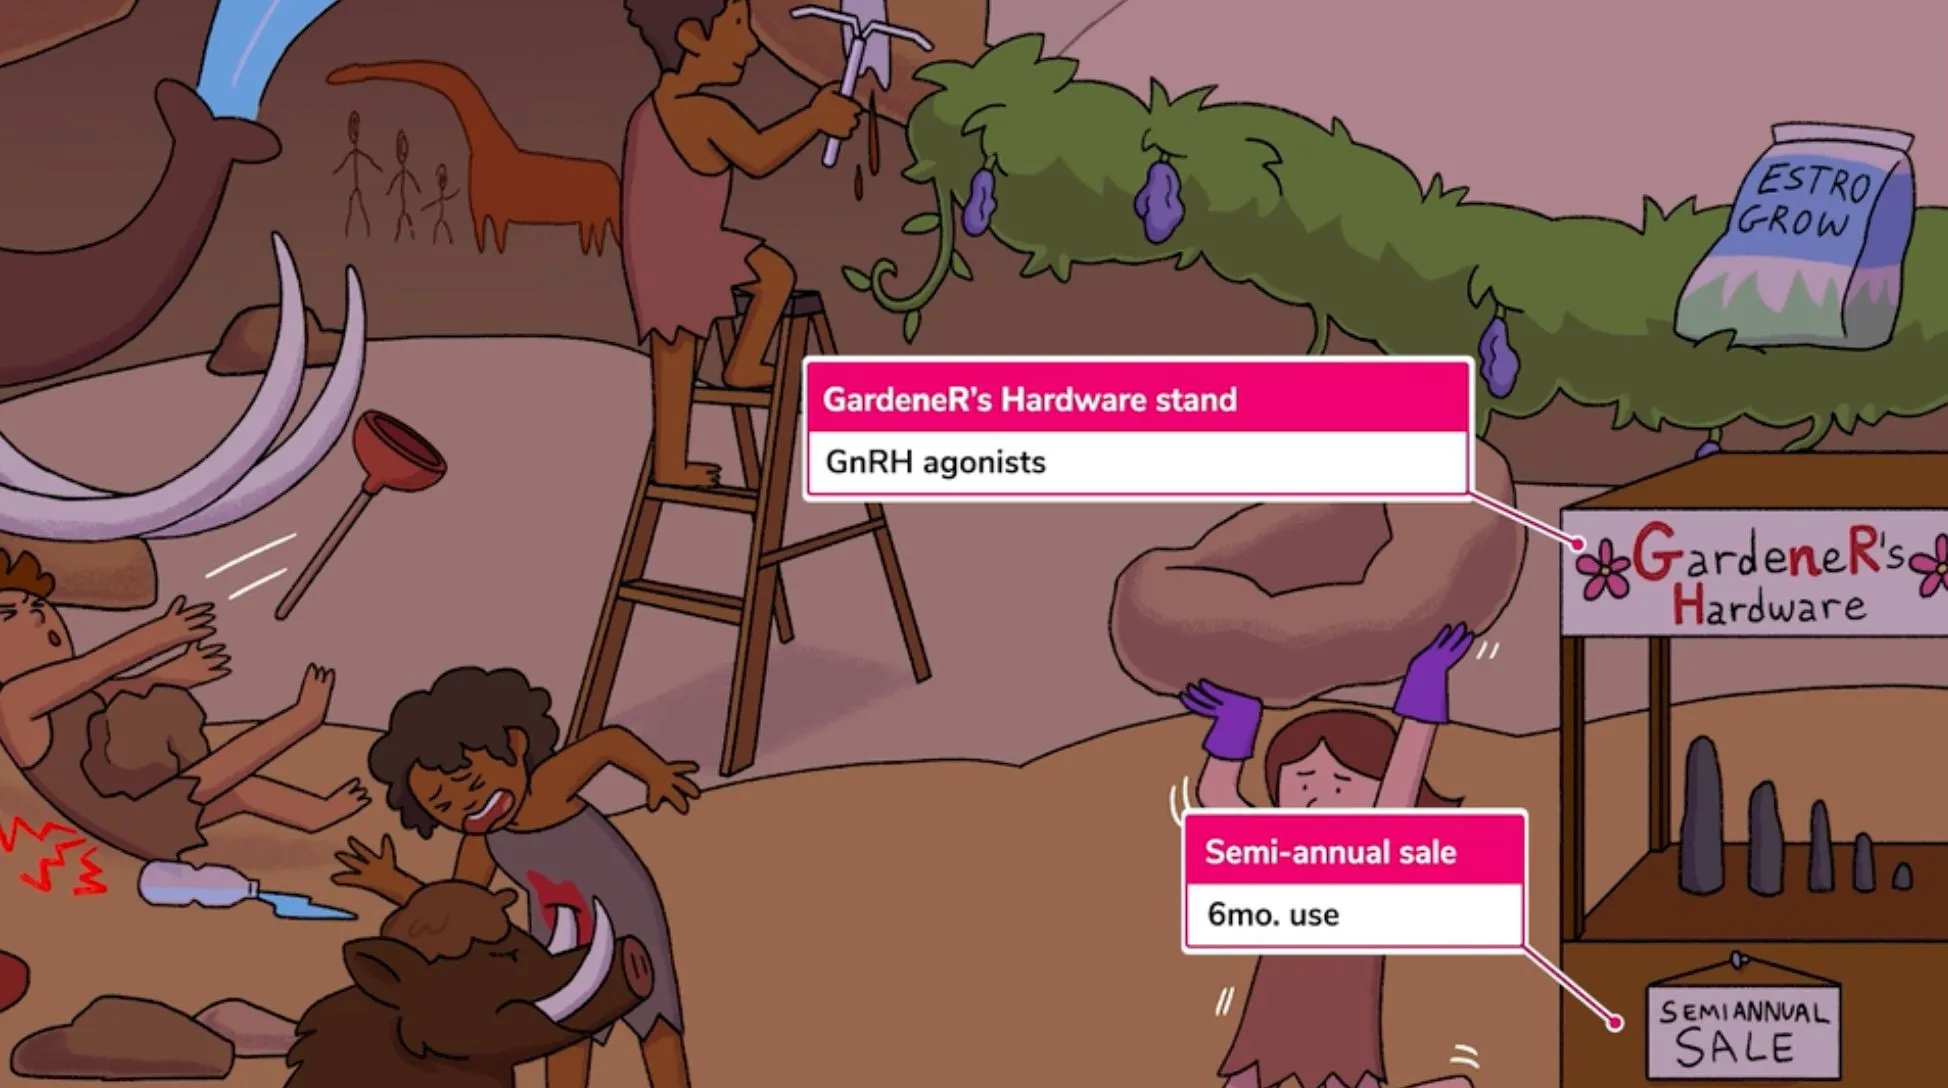 ESTRO
GROW
GardeneR's Hardware stand
GnRH agonists
GardeneR's
Hardware
Semi-annual sale
6mo. use
SEMIANNUAL
SALE